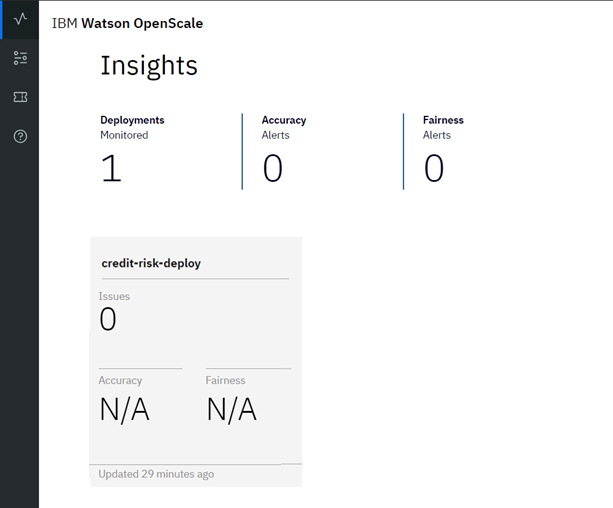 IBM Watson OpenScale
Insights
Deployments
Monitored
1
Accuracy
Alerts
0
Fairness
Alerts
0
credit-risk-deploy
Issues
0
Accuracy
N/A
Fairness
N/A
Updated 29 minutes ago